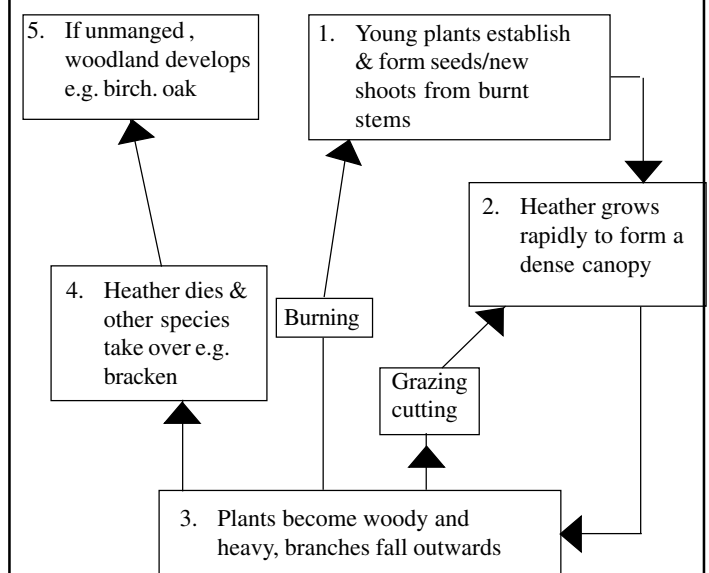 5. If unmanged ,
woodland develops
e.g. birch. oak
1. Young plants establish
& form seeds/new
shoots from burnt
stems
2. Heather grows
rapidly to form a
dense canopy
4. Heather dies &
other species
take over e.g.
bracken
Burning
Grazing
cutting
3. Plants become woody and
heavy, branches fall outwards